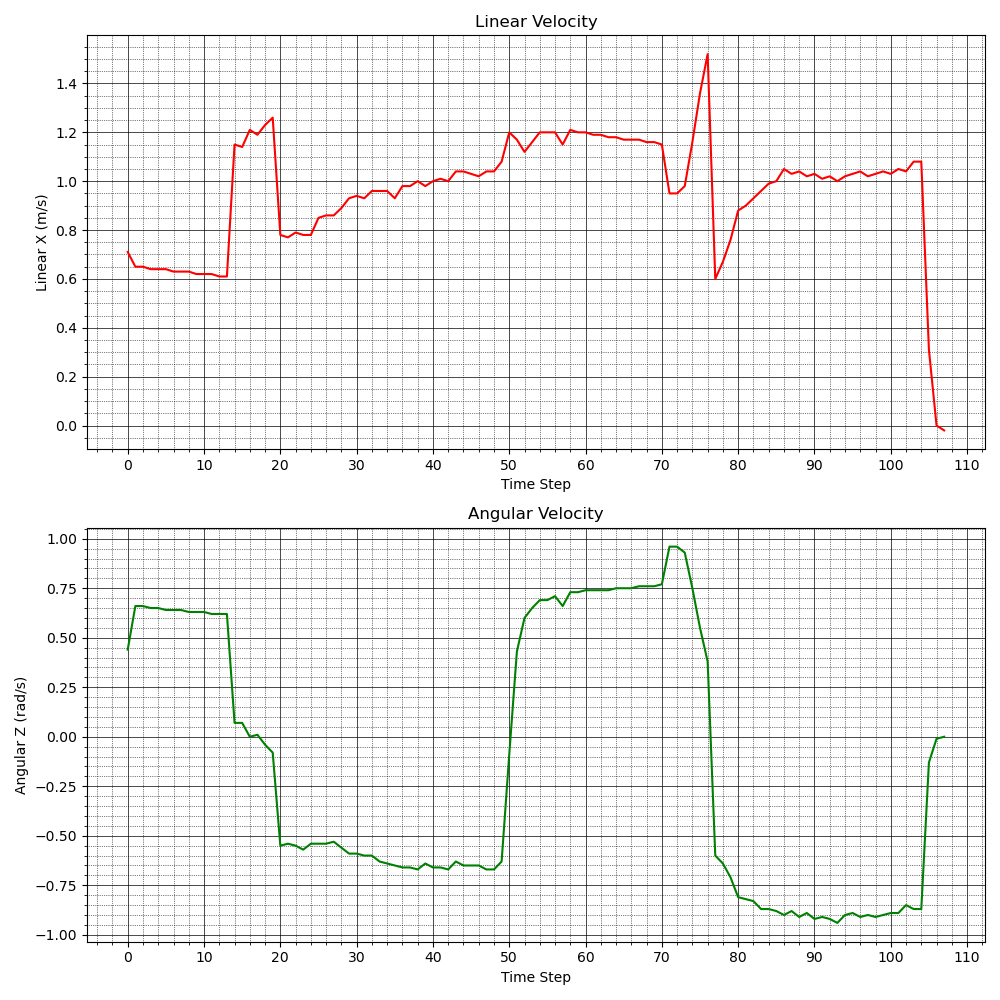 Linear Velocity
Linear X (m/s)
1.4
1.2
1.0
0.8
0.6
0.4
0.2
0.0
0 10 20 30 40 50 60 70 80 90 100 110
Time Step
Angular Velocity
Angular Z (rad/s)
1.00
0.75
0.50
0.25
0.00
−0.25
−0.50
−0.75
−1.00
0 10 20 30 40 50 60 70 80 90 100 110
Time Step